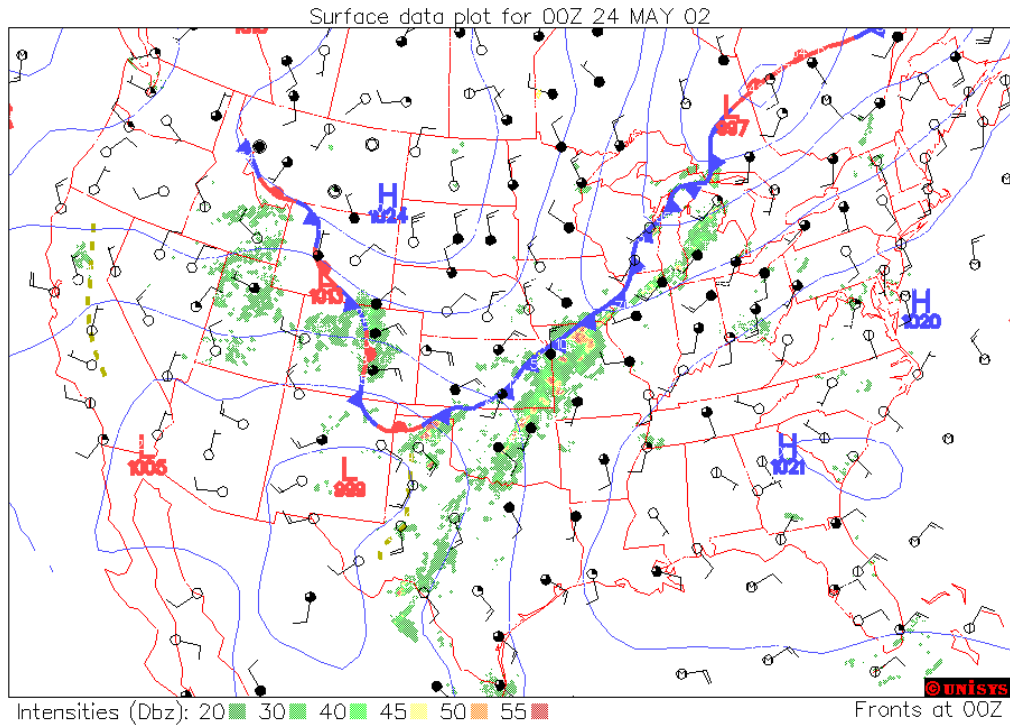 Surface data plot for 00Z 24 MAY 02
L
997
H
1024
L
1013
H
1020
L
1005
L
999
H
1021
©UNISYS
Intensities (Dbz): 20 30 40 45 50 55
Fronts at 00Z